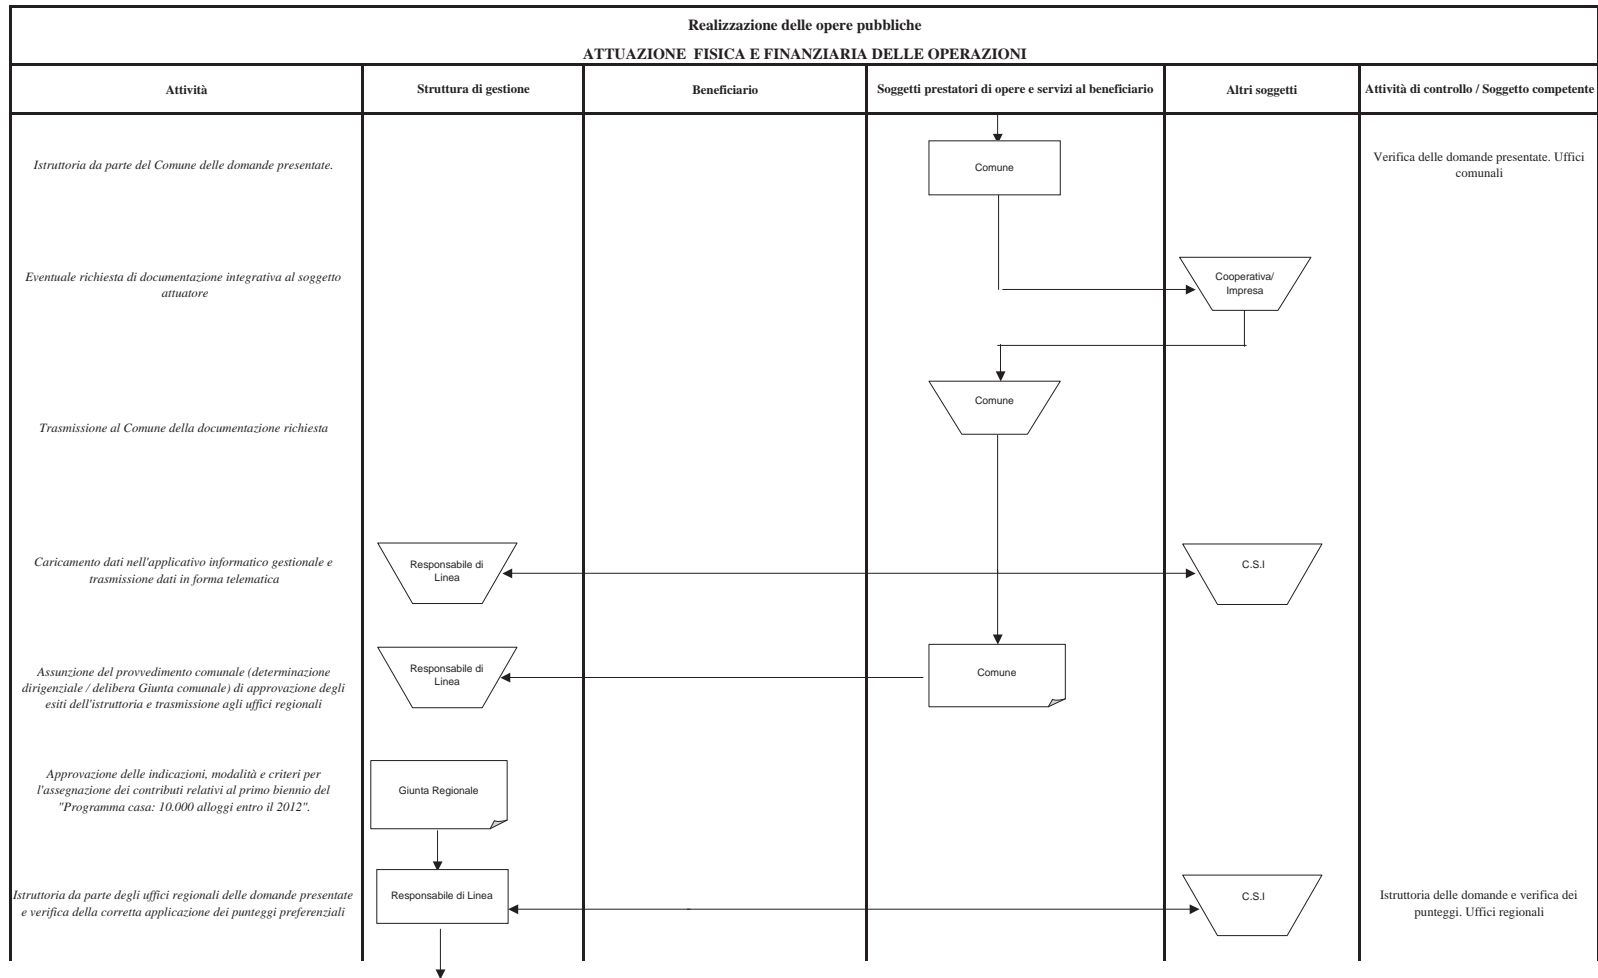 Realizzazione delle opere pubbliche
ATTUAZIONE FISICA E FINANZIARIA DELLE OPERAZIONI
Attività
Struttura di gestione
Beneficiario
Soggetti prestatori di opere e servizi al beneficiario
Altri soggetti
Attività di controllo / Soggetto competente
Istruttoria da parte del Comune delle domande presentate.
Comune
Verifica delle domande presentate. Uffici
comunali
Eventuale richiesta di documentazione integrativa al soggetto
attuatore
Cooperativa/
Impresa
Trasmissione al Comune della documentazione richiesta
Comune
Caricamento dati nell'applicativo informatico gestionale e
trasmissione dati in forma telematica
Responsabile di
Linea
C.S.I
Assunzione del provvedimento comunale (determinazione
dirigenziale / delibera Giunta comunale) di approvazione degli
esiti dell'istruttoria e trasmissione agli uffici regionali
Responsabile di
Linea
Comune
Approvazione delle indicazioni, modalità e criteri per
l'assegnazione dei contributi relativi al primo biennio del
"Programma casa: 10.000 alloggi entro il 2012".
Giunta Regionale
Istruttoria da parte degli uffici regionali delle domande presentate
e verifica della corretta applicazione dei punteggi preferenziali
Responsabile di Linea
C.S.I
Istruttoria delle domande e verifica dei
punteggi. Uffici regionali